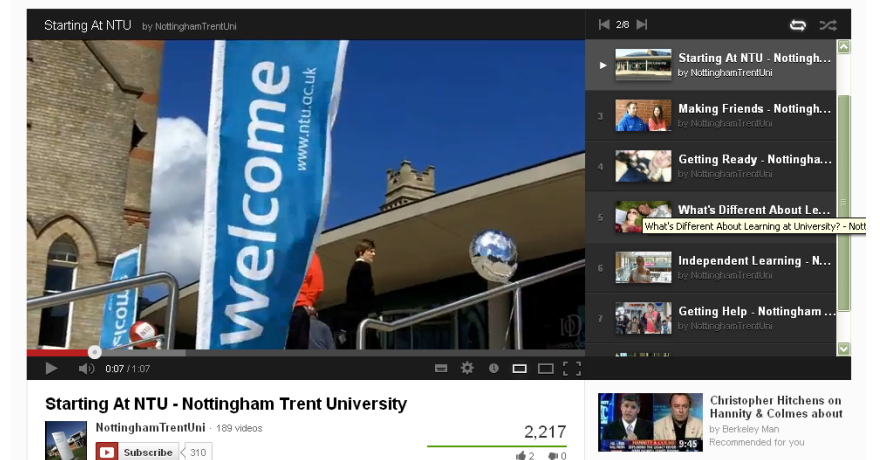 Starting At NTU by NottinghamTrentUni
2/8
Welcome
www.ntu.ac.uk
Welcome
0:07 / 1:07
Starting At NTU - Nottingh...
by NottinghamTrentUni
3
Making Friends - Nottingh...
by NottinghamTrentUni
4
Getting Ready - Nottingha...
by NottinghamTrentUni
5
What's Different About Le...
What's Different About Learning at University? - Nott
6
Independent Learning - N...
by NottinghamTrentUni
7
Getting Help - Nottingham ...
by NottinghamTrentUni
Starting At NTU - Nottingham Trent University
NottinghamTrentUni · 189 videos
Subscribe 310
2,217
2 0
9:45
Christopher Hitchens on
Hannity & Colmes about
by Berkeley Man
Recommended for you